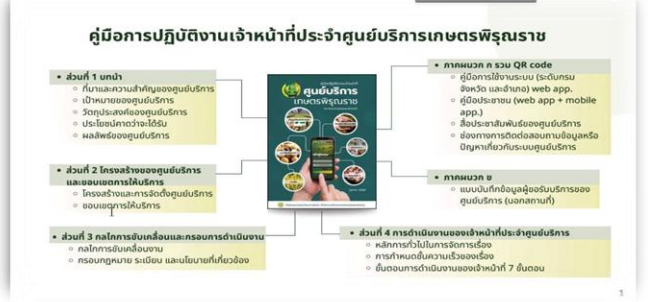 คู่มือการปฏิบัติงานเจ้าหน้าที่ประจำศูนย์บริการเกษตรพิรุณราช
• ส่วนที่ 1 บทนำ
○ ที่มาและความสำคัญของศูนย์บริการ
○ เป้าหมายของศูนย์บริการ
○ วัตถุประสงค์ของศูนย์บริการ
○ ประโยชน์คาดว่าจะได้รับ
○ ผลลัพธ์ของศูนย์บริการ
• ส่วนที่ 2 โครงสร้างของศูนย์บริการ
และขอบเขตการให้บริการ
○ โครงสร้างและการจัดตั้งศูนย์บริการ
○ ขอบเขตการให้บริการ
• ส่วนที่ 3 กลไกการขับเคลื่อนและกรอบการดำเนินงาน
○ กลไกการขับเคลื่อนงาน
○ กรอบกฎหมาย ระเบียบ และนโยบายที่เกี่ยวข้อง
ศูนย์บริการ
เกษตรพิรุณราช
• ภาคผนวก ก รวม QR code
○ คู่มือการใช้งานระบบ (ระดับกรม
จังหวัด และอำเภอ) web app.
○ คู่มือประชาชน (web app + mobile
app.)
○ สื่อประชาสัมพันธ์ของศูนย์บริการ
○ ช่องทางการติดต่อสอบถามข้อมูลหรือ
ปัญหาเกี่ยวกับระบบศูนย์บริการ
• ภาคผนวก ข
○ แบบบันทึกข้อมูลผู้ขอรับบริการของ
ศูนย์บริการ (นอกสถานที่)
• ส่วนที่ 4 การดำเนินงานของเจ้าหน้าที่ประจำศูนย์บริการ
○ หลักการทั่วไปในการจัดการเรื่อง
○ การกำหนดชั้นความเร็วของเรื่อง
○ ขั้นตอนการดำเนินงานของเจ้าหน้าที่ 7 ขั้นตอน
1